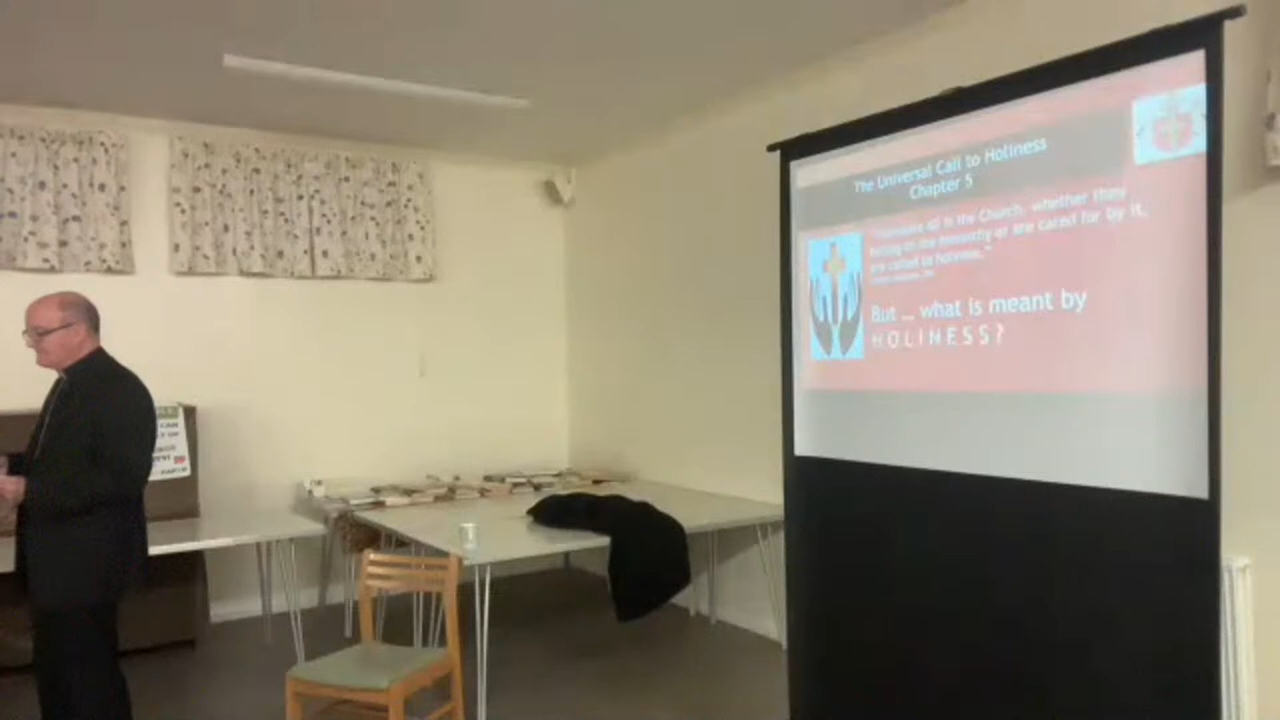 The Universal Call to Holiness
Chapter 5
"Therefore all in the Church, whether they
belong to the hierarchy or are cared for by it,
are called to holiness."
But … what is meant by
HOLINESS?